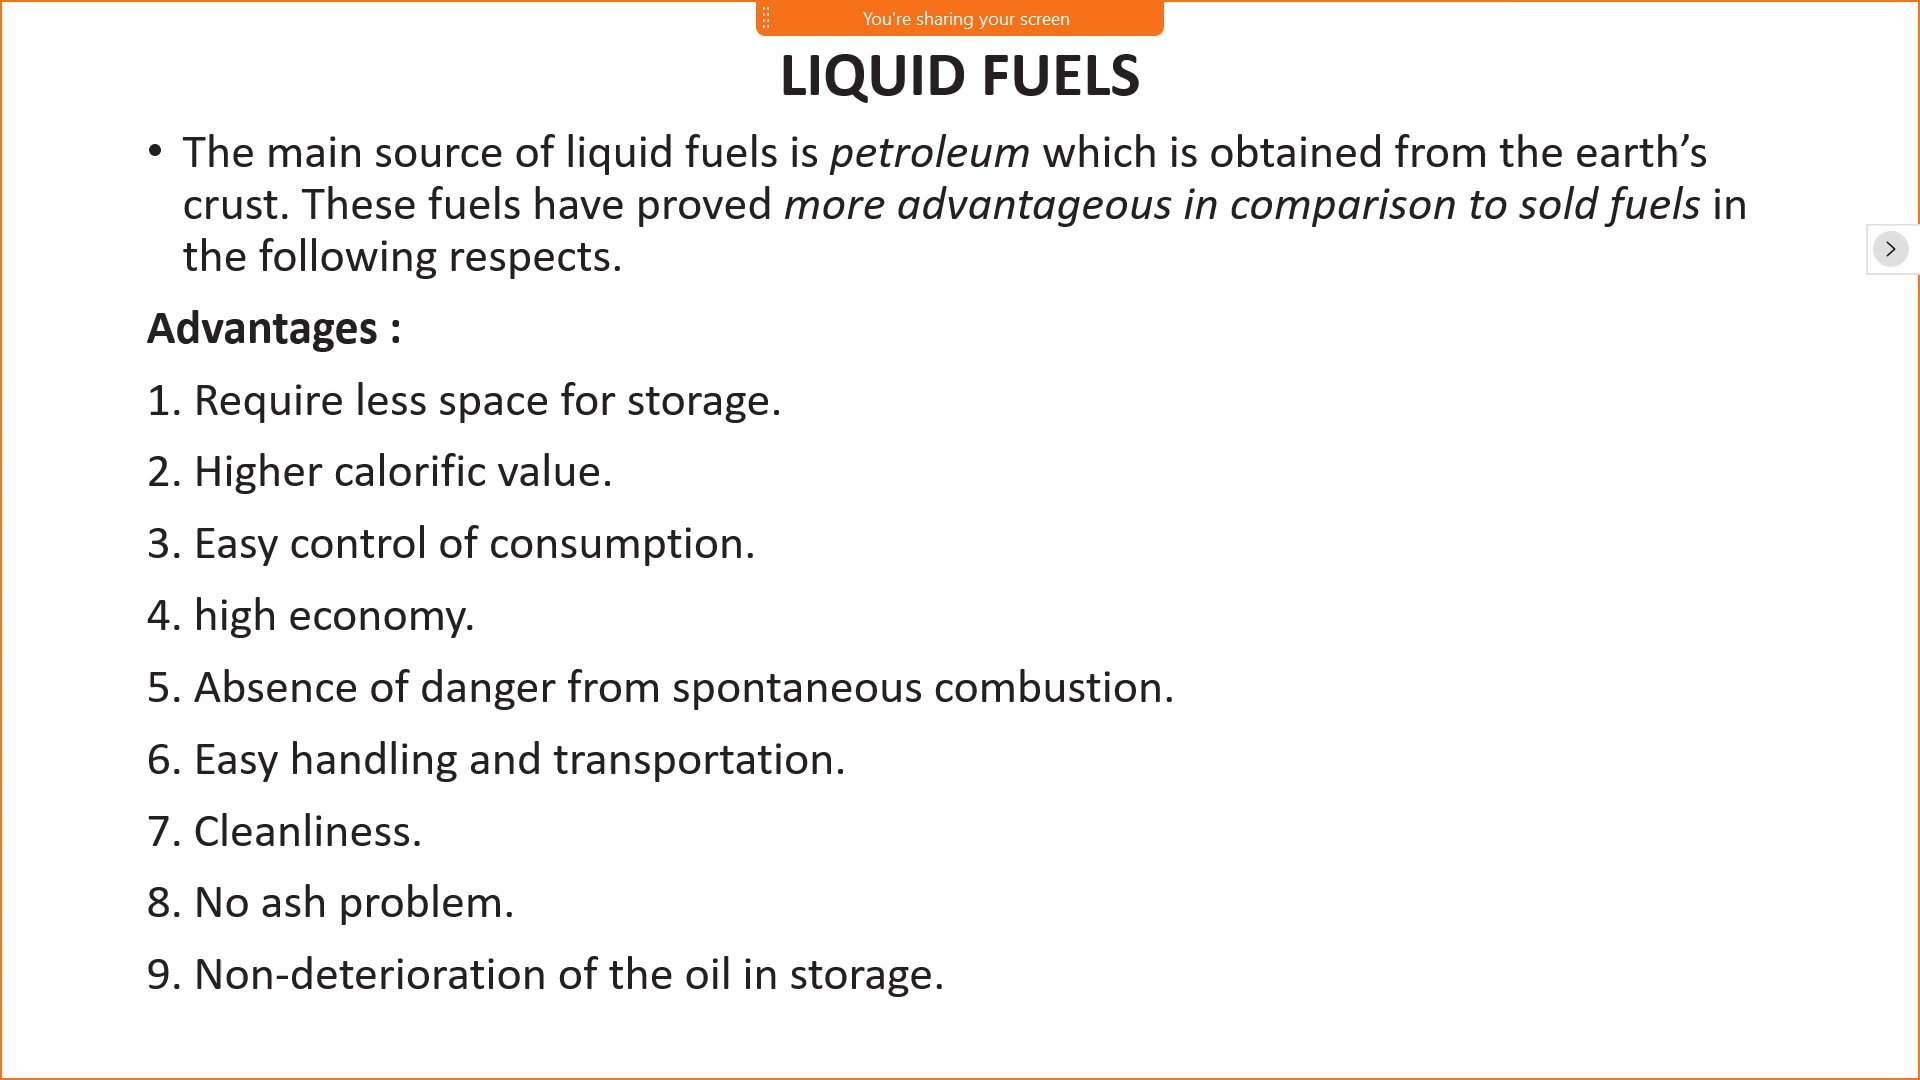 You're sharing your screen
LIQUID FUELS
• The main source of liquid fuels is petroleum which is obtained from the earth’s
crust. These fuels have proved more advantageous in comparison to sold fuels in
the following respects.
Advantages :
1. Require less space for storage.
2. Higher calorific value.
3. Easy control of consumption.
4. high economy.
5. Absence of danger from spontaneous combustion.
6. Easy handling and transportation.
7. Cleanliness.
8. No ash problem.
9. Non-deterioration of the oil in storage.